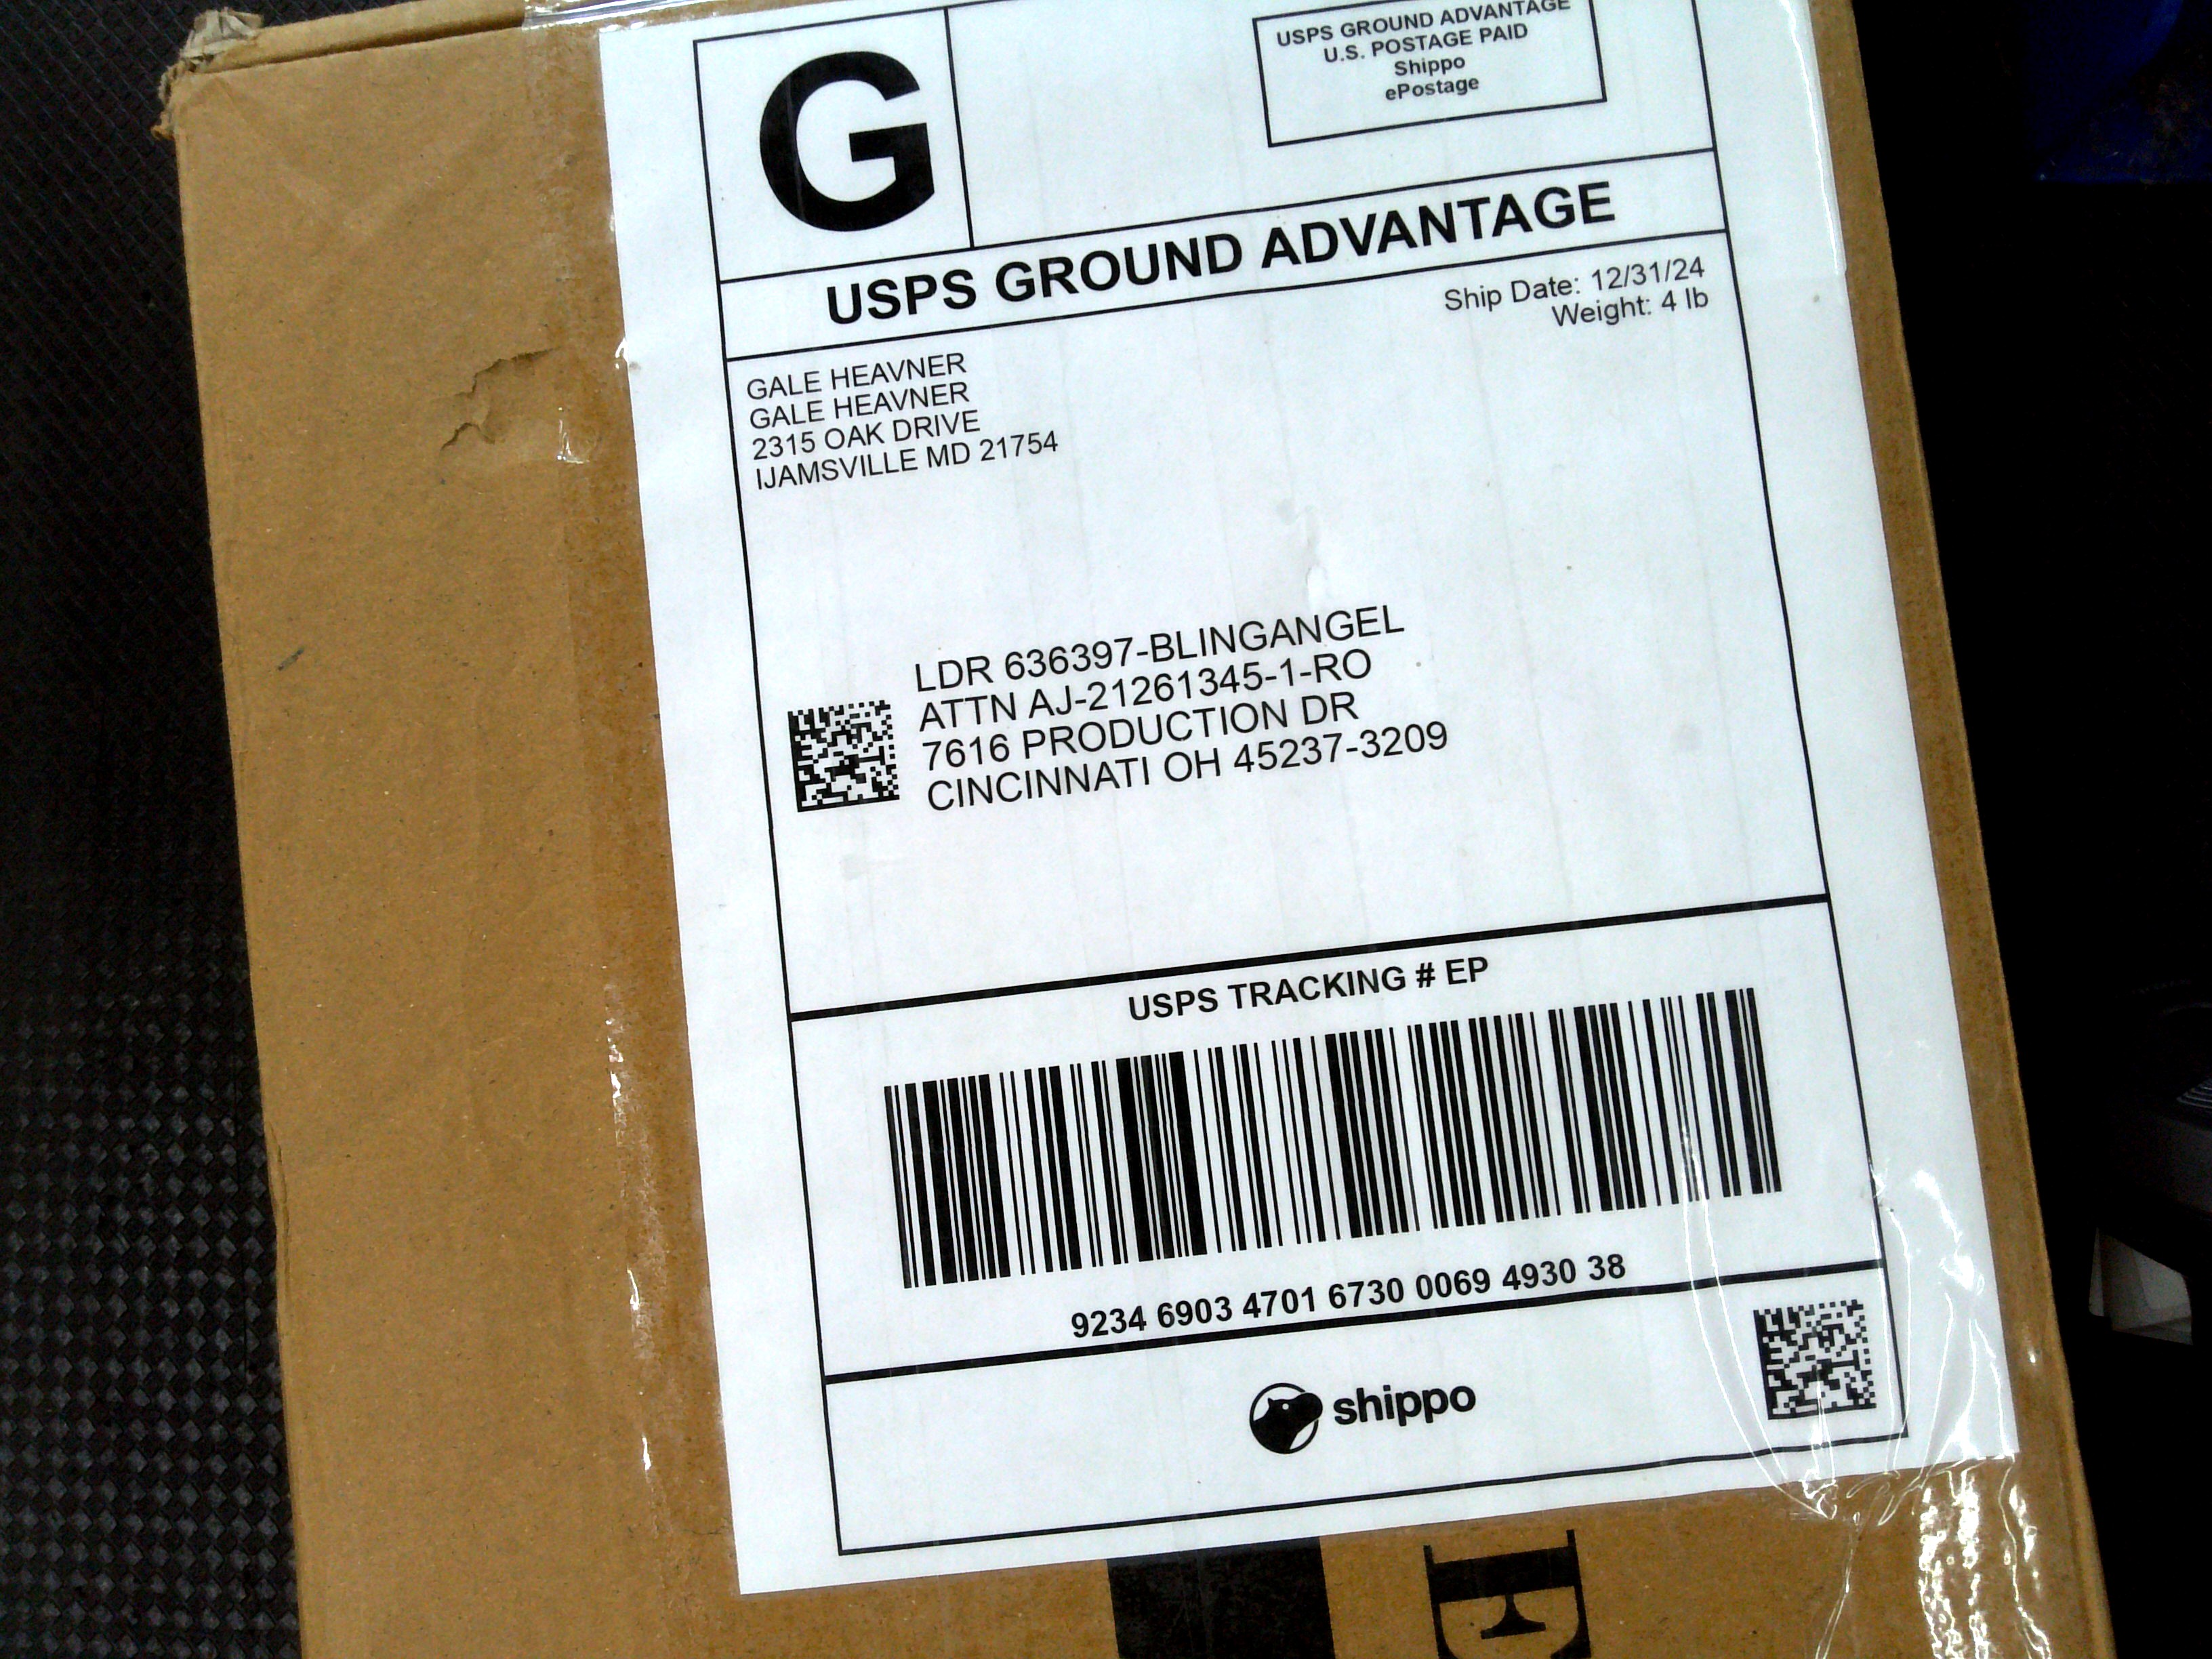 G
USPS GROUND ADVANTAGE
U.S. POSTAGE PAID
Shippo
ePostage
USPS GROUND ADVANTAGE
Ship Date: 12/31/24
Weight: 4 lb
GALE HEAVNER
GALE HEAVNER
2315 OAK DRIVE
IJAMSVILLE MD 21754
LDR 636397-BLINGANGEL
ATTN AJ-21261345-1-RO
7616 PRODUCTION DR
CINCINNATI OH 45237-3209
USPS TRACKING # EP
9234 6903 4701 6730 0069 4930 38
shippo